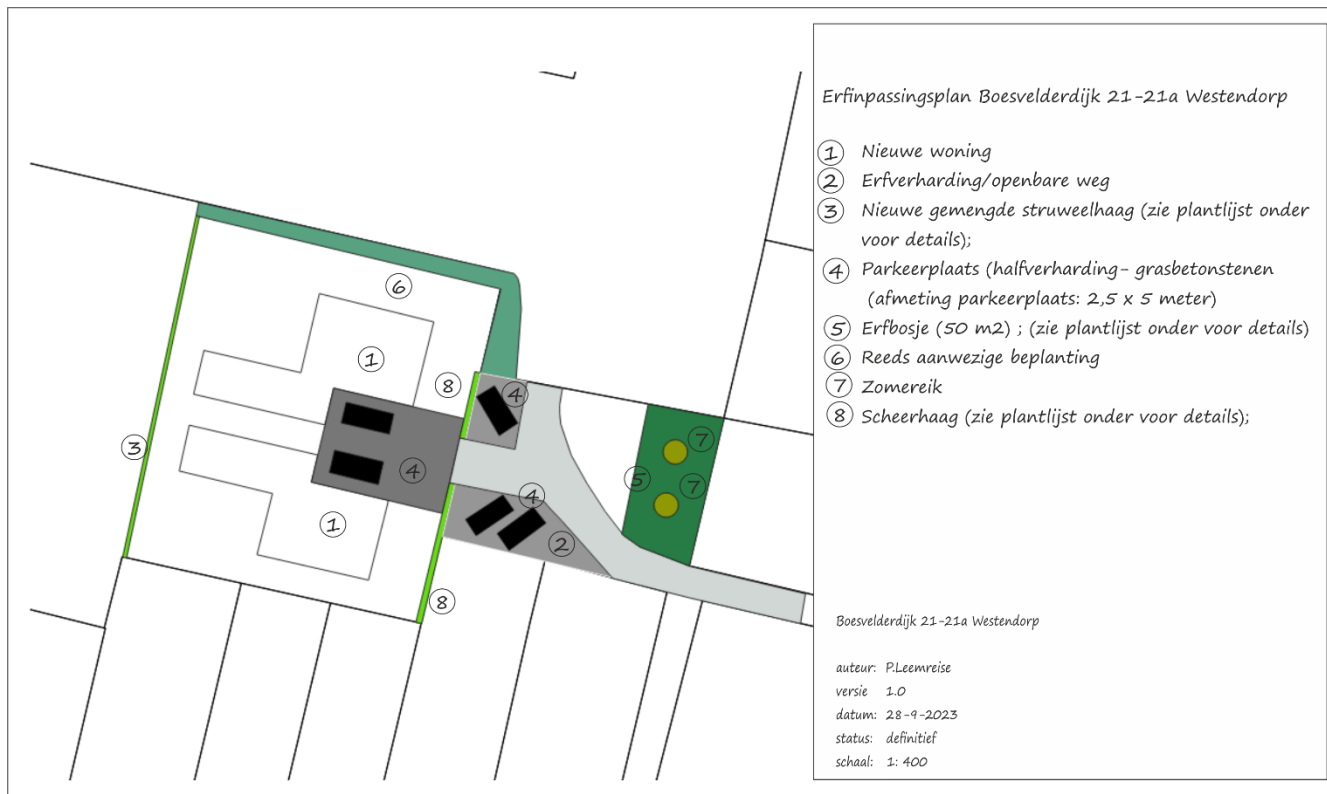 Erfinpassingsplan Boesvelderdijk 21-21a Westendorp
1 Nieuwe woning
2 Erfverharding/openbare weg
3 Nieuwe gemengde struweelhaag (zie plantlijst onder
voor details);
4 Parkeerplaats (halfverharding- grasbetonstenen
(afmeting parkeerplaats: 2,5 x 5 meter)
5 Erfbosje (50 m2) ; (zie plantlijst onder voor details)
6 Reeds aanwezige beplanting
7 Zomereik
8 Scheerhaag (zie plantlijst onder voor details);
Boesvelderdijk 21-21a Westendorp
auteur: P.Leemreise
versie 1.0
datum: 28-9-2023
status: definitief
schaal: 1: 400
6
1
8
4
7
3
4
5
7
4
1
2
8